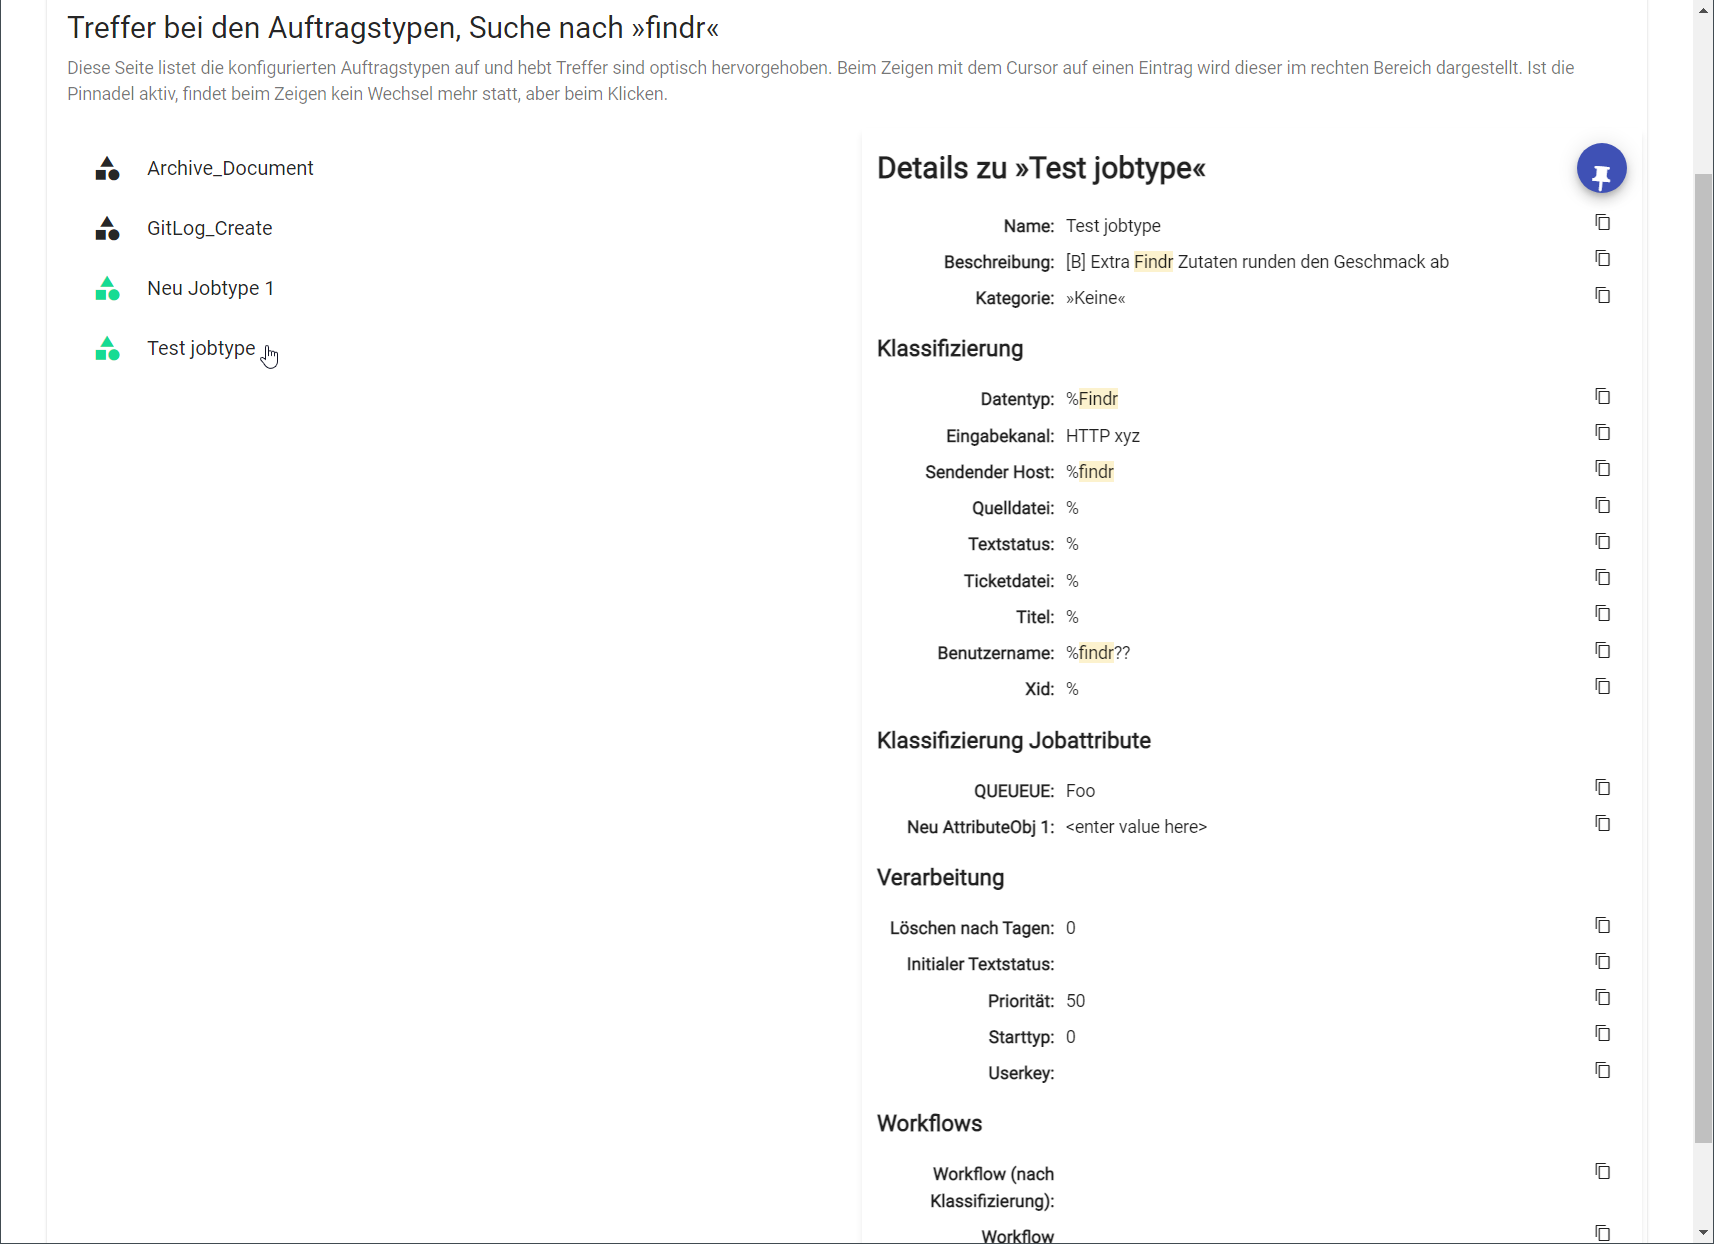 Treffer bei den Auftragstypen, Suche nach »findr«
Diese Seite listet die konfigurierten Auftragstypen auf und hebt Treffer sind optisch hervorgehoben. Beim Zeigen mit dem Cursor auf einen Eintrag wird dieser im rechten Bereich dargestellt. Ist die
Pinnadel aktiv, findet beim Zeigen kein Wechsel mehr statt, aber beim Klicken.
Archive_Document
GitLog_Create
Neu Jobtype 1
Test jobtype
Details zu »Test jobtype«
Name: Test jobtype
Beschreibung: [B] Extra Findr Zutaten runden den Geschmack ab
Kategorie: »Keine«
Klassifizierung
Datentyp: %Findr
Eingabekanal: HTTP xyz
Sendender Host: %findr
Quelldatei: %
Textstatus: %
Ticketdatei: %
Titel: %
Benutzername: %findr??
Xid: %
Klassifizierung Jobattribute
QUEUEUE: Foo
Neu AttributeObj 1: <enter value here>
Verarbeitung
Löschen nach Tagen: 0
Initialer Textstatus:
Priorität: 50
Starttyp: 0
Userkey:
Workflows
Workflow (nach
Klassifizierung):
Workflow